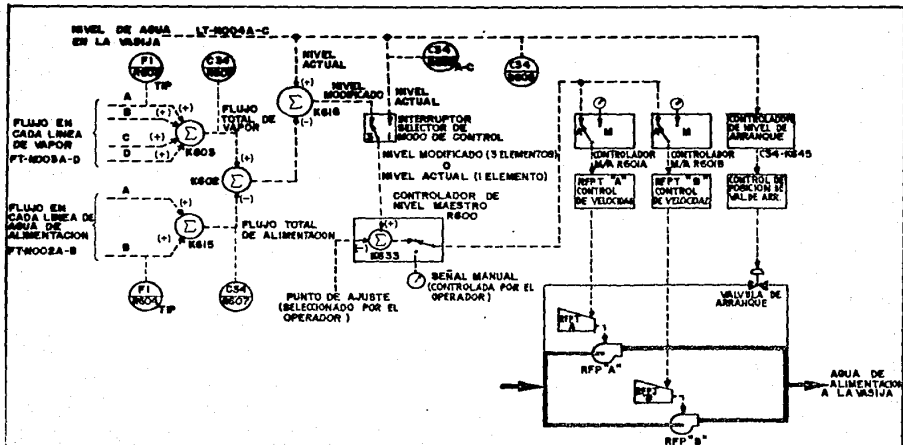 NIVEL DE AGUA EN LA VASIJA
LT-N004A-C
FI
TIP
C34
NIVEL ACTUAL
(+)
Σ
K616
(-)
NIVEL MODIFICADO
NIVEL ACTUAL
C34
A-C
C34
FLUJO EN CADA LINEA DE VAPOR
FT-N003A-D
A
B
C
D
(+)
(+)
(+)
(+)
Σ
K603
FLUJO TOTAL DE VAPOR
(+)
K602
Σ
(-)
FLUJO EN CADA LINEA DE AGUA DE ALIMENTACION
FT-N002A-B
A
B
(+)
(+)
Σ
K615
FLUJO TOTAL DE ALIMENTACION
FI
R604
TIP
C34
R607
INTERRUPTOR SELECTOR DE MODO DE CONTROL
NIVEL MODIFICADO (3 ELEMENTOS)
O
NIVEL ACTUAL (1 ELEMENTO)
CONTROLADOR DE NIVEL MAESTRO
R600
(+)
(-)
Σ
K633
PUNTO DE AJUSTE (SELECCIONADO POR EL OPERADOR)
SEÑAL MANUAL (CONTROLADA POR EL OPERADOR)
M
CONTROLADOR M/A R601A
RFPT "A" CONTROL DE VELOCIDAD
M
CONTROLADOR M/A R601B
RFPT "B" CONTROL DE VELOCIDAD
CONTROLADOR DE NIVEL DE ARRANQUE
C34-K645
CONTROL DE POSICION DE VAL DE ARR.
VALVULA DE ARRANQUE
RFPT A
RFP "A"
RFP "B"
AGUA DE ALIMENTACION A LA VASIJA